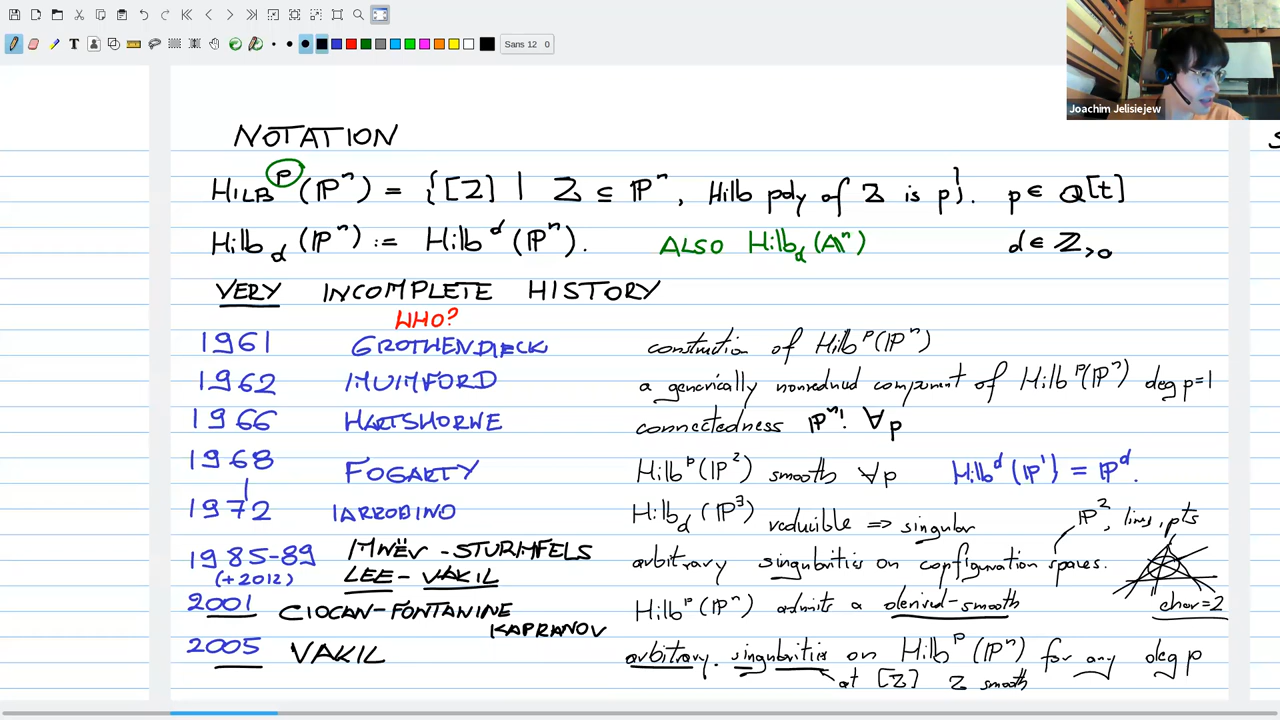 Sans 12 0
Joachim Jelisiejew
NOTATION
HILB^P (ℙ^n) = { [Z] | Z ⊆ ℙ^n, Hilb poly of Z is p }. p ∈ ℚ[t]
Hilb_d (ℙ^n) := Hilb^d (ℙ^n). ALSO Hilb_d (𝔸^n) d ∈ ℤ_{>0}
VERY INCOMPLETE HISTORY
WHO?
1961 GROTHENDIECK construction of Hilb^p (ℙ^n)
1962 MUMFORD a generically nonreduced component of Hilb^p (ℙ^n) deg p=1
1966 HARTSHORNE connectedness ℙ^n! ∀p
1968 FOGARTY Hilb^p (ℙ^2) smooth ∀p Hilb^d (ℙ^1) = ℙ^d.
1972 IARROBINO Hilb_d (ℙ^3) reducible ⇒ singular ℙ^2, lines, pts
1985-89 MNËV - STURMFELS arbitrary singularities on configuration spaces.
(+2012) LEE - VAKIL
2001 CIOCAN-FONTANINE Hilb^p (ℙ^n) admits a derived-smooth char=2
KAPRANOV
2005 VAKIL arbitrary singularities on Hilb^p (ℙ^n) for any deg p
at [Z] Z smooth